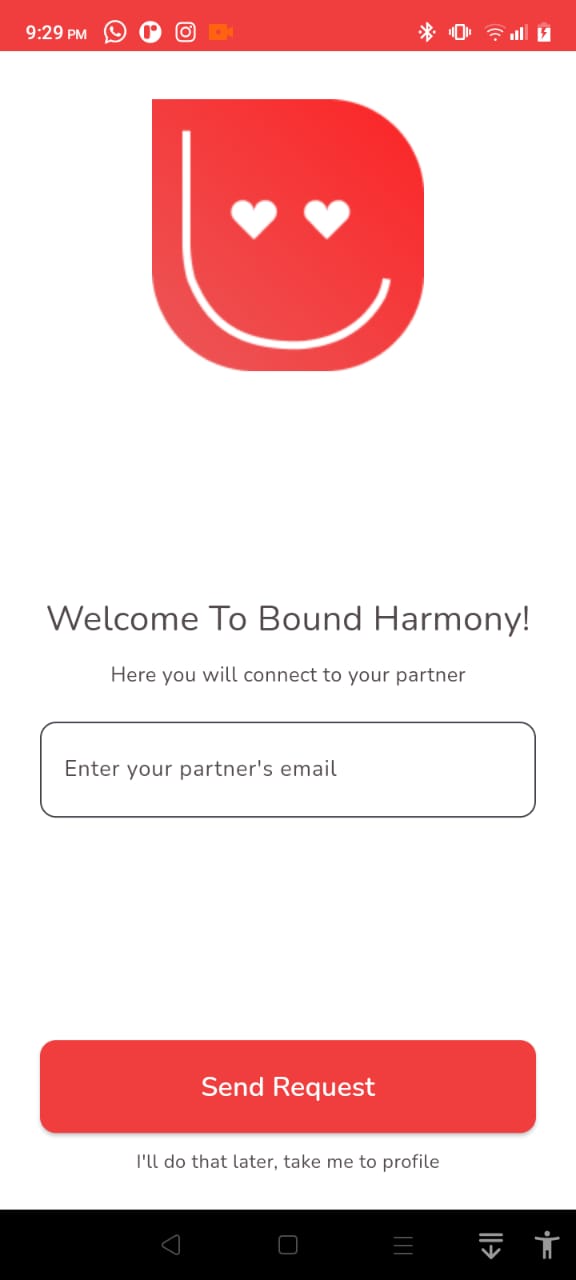 9:29 PM
Welcome To Bound Harmony!
Here you will connect to your partner
Enter your partner's email
Send Request
I'll do that later, take me to profile